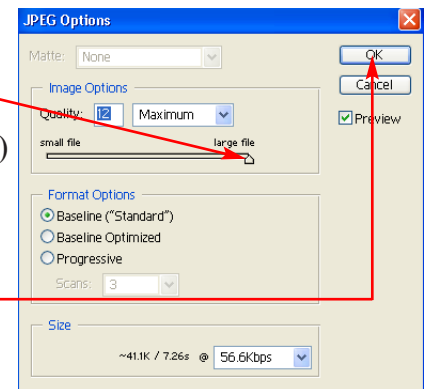 JPEG Options
Matte: None
OK
Image Options
Cancel
Quality: 12 Maximum
Preview
small file large file
)
Format Options
Baseline ("Standard")
Baseline Optimized
Progressive
Scans: 3
Size
~41.1K / 7.26s @ 56.6Kbps